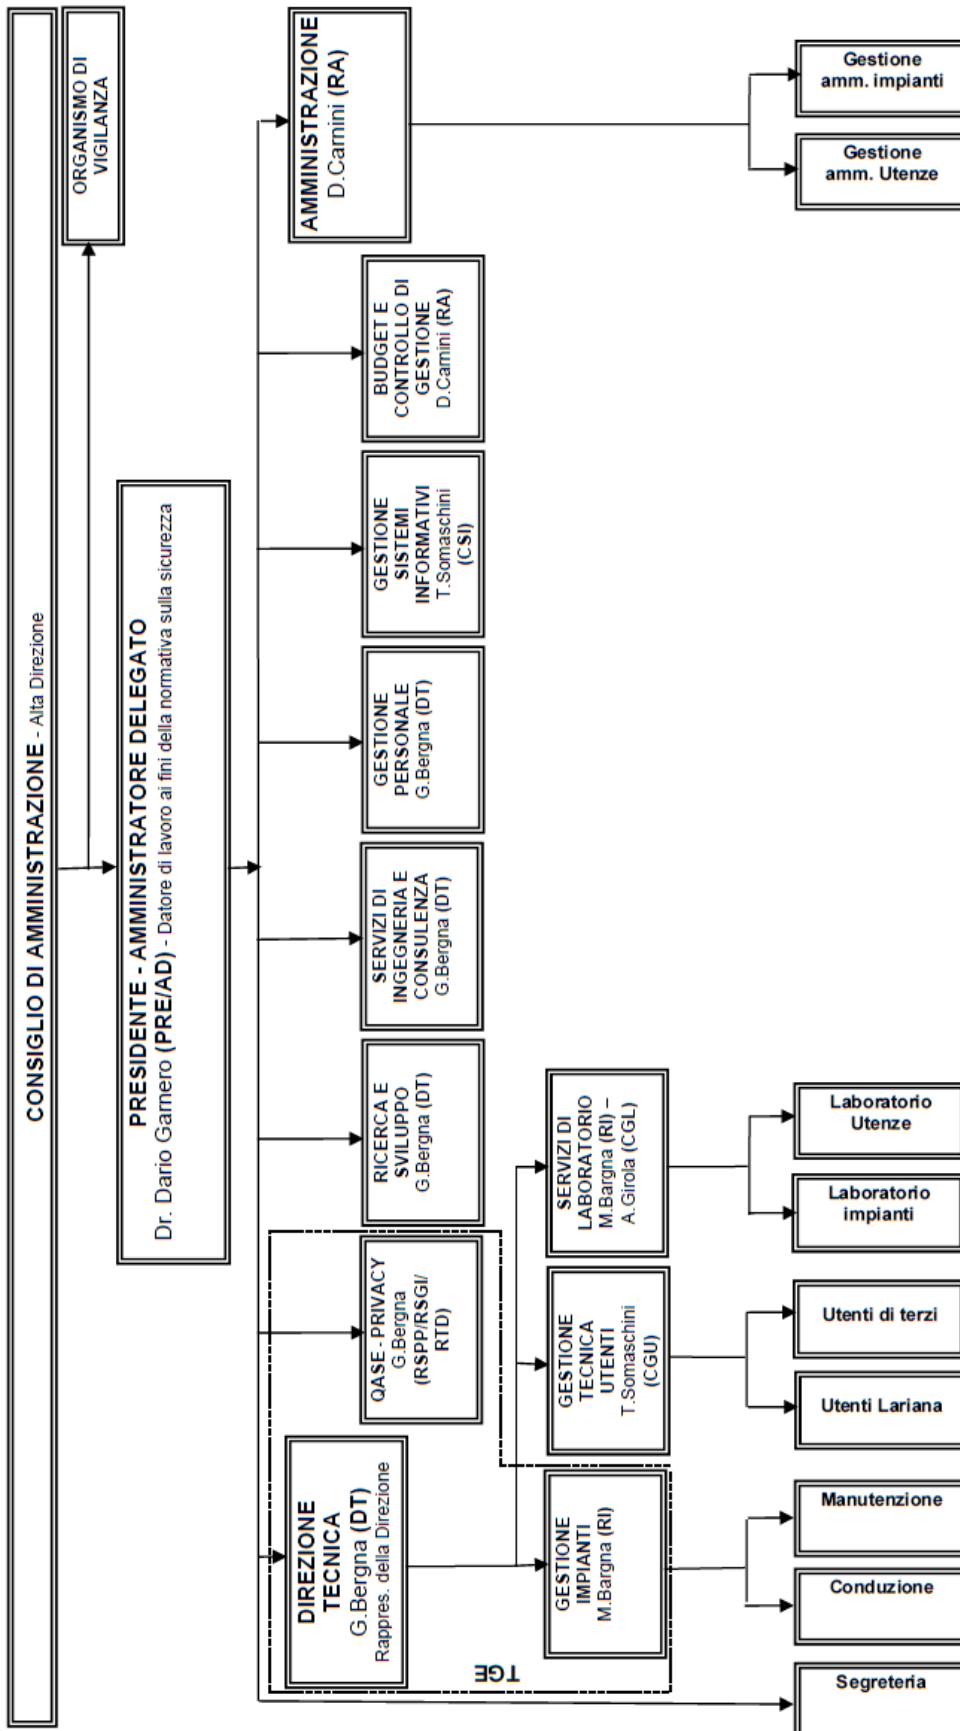 CONSIGLIO DI AMMINISTRAZIONE - Alta Direzione
ORGANISMO DI
VIGILANZA
PRESIDENTE - AMMINISTRATORE DELEGATO
Dr. Dario Garnero (PRE/AD) - Datore di lavoro ai fini della normativa sulla sicurezza
DIREZIONE
TECNICA
G.Bergna (DT)
Rappres. della Direzione
QASE - PRIVACY
G.Bergna
(RSPP/RSGI/
RTD)
RICERCA E
SVILUPPO
G.Bergna (DT)
SERVIZI DI
INGEGNERIA E
CONSULENZA
G.Bergna (DT)
GESTIONE
PERSONALE
G.Bergna (DT)
GESTIONE
SISTEMI
INFORMATIVI
T.Somaschini
(CSI)
BUDGET E
CONTROLLO DI
GESTIONE
D.Carnini (RA)
AMMINISTRAZIONE
D.Carnini (RA)
TGE
GESTIONE
IMPIANTI
M.Bargna (RI)
GESTIONE
TECNICA
UTENTI
T.Somaschini
(CGU)
SERVIZI DI
LABORATORIO
M.Bargna (RI) –
A.Girola (CGL)
Segreteria
Conduzione
Manutenzione
Utenti Lariana
Utenti di terzi
Laboratorio
impianti
Laboratorio
Utenze
Gestione
amm. Utenze
Gestione
amm. impianti